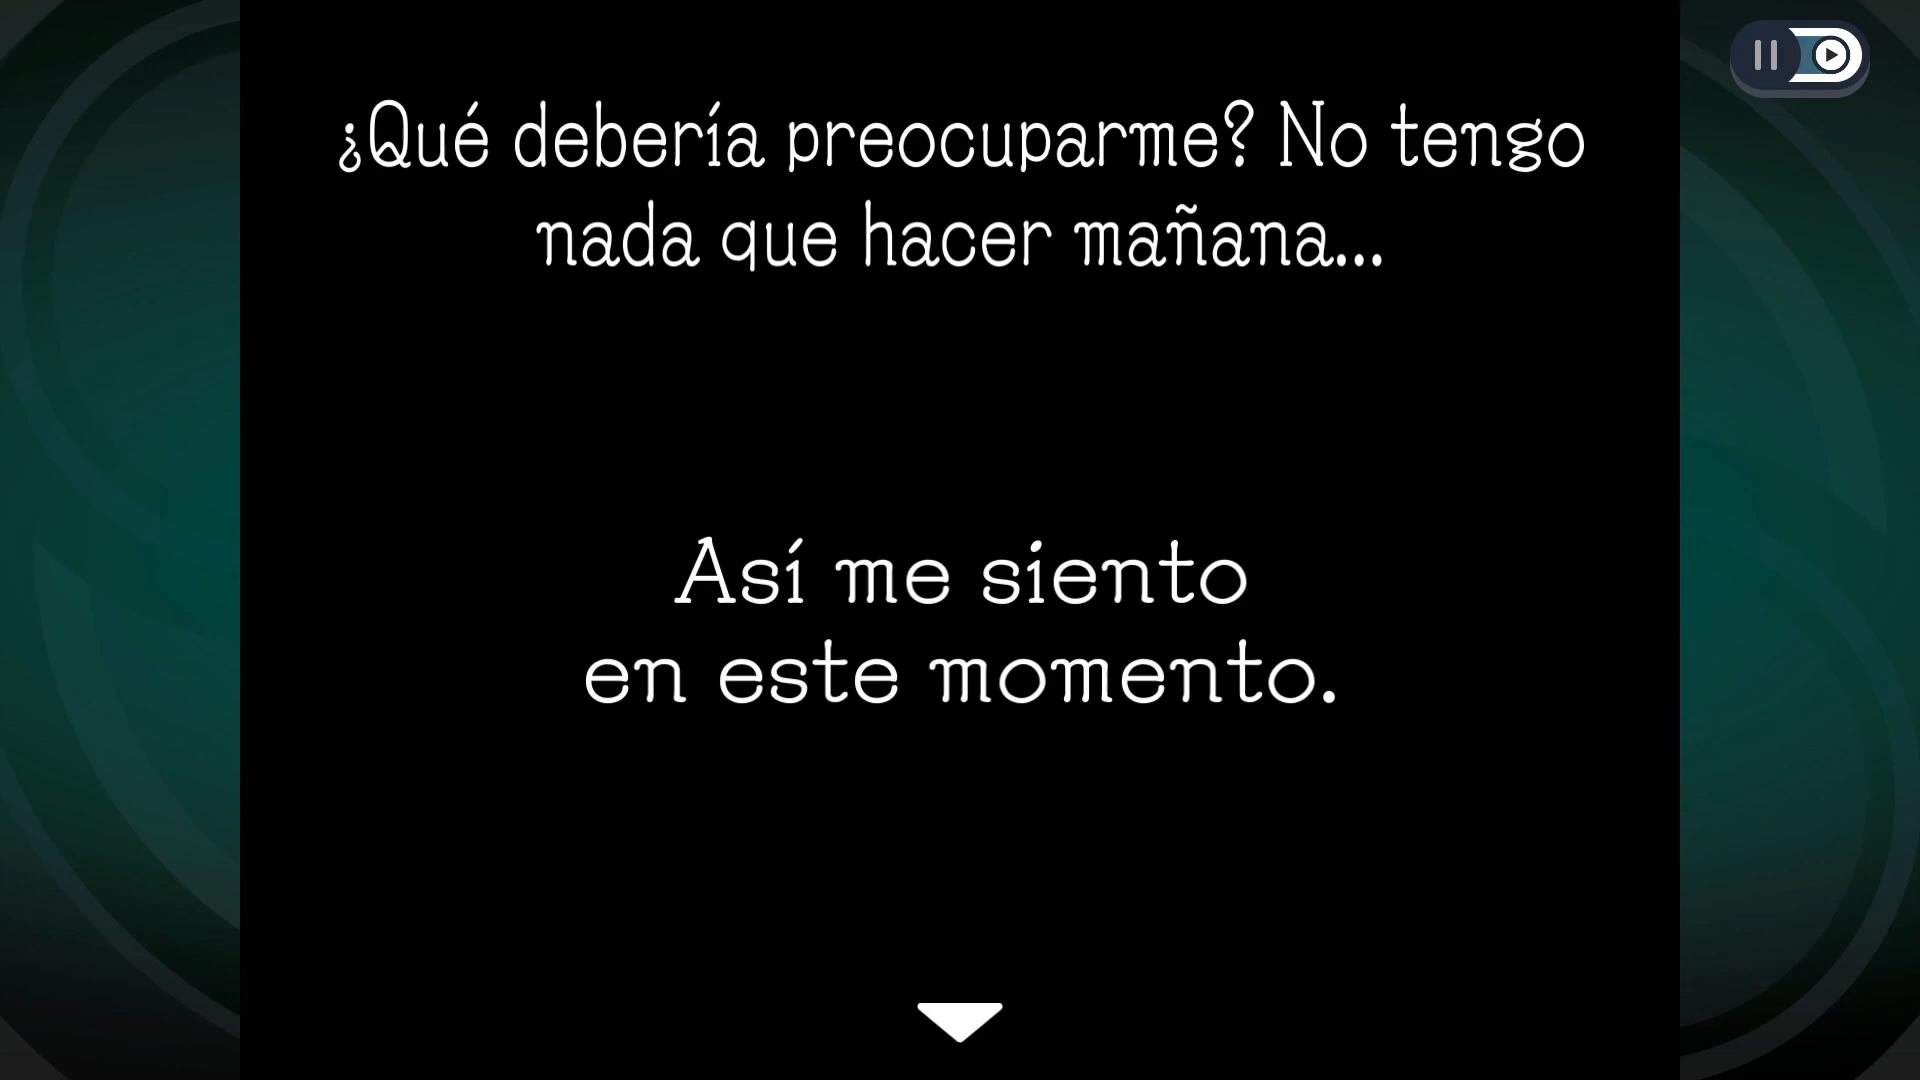 ¿Qué debería preocuparme? No tengo
nada que hacer mañana...
Así me siento
en este momento.